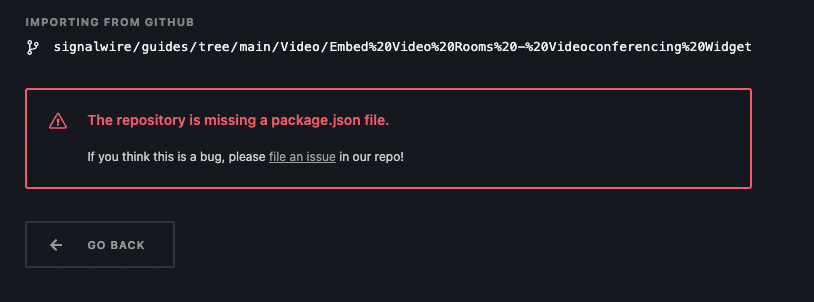 IMPORTING FROM GITHUB
signalwire/guides/tree/main/Video/Embed%20Video%20Rooms%20-%20Videoconferencing%20Widget
The repository is missing a package.json file.
If you think this is a bug, please file an issue in our repo!
GO BACK